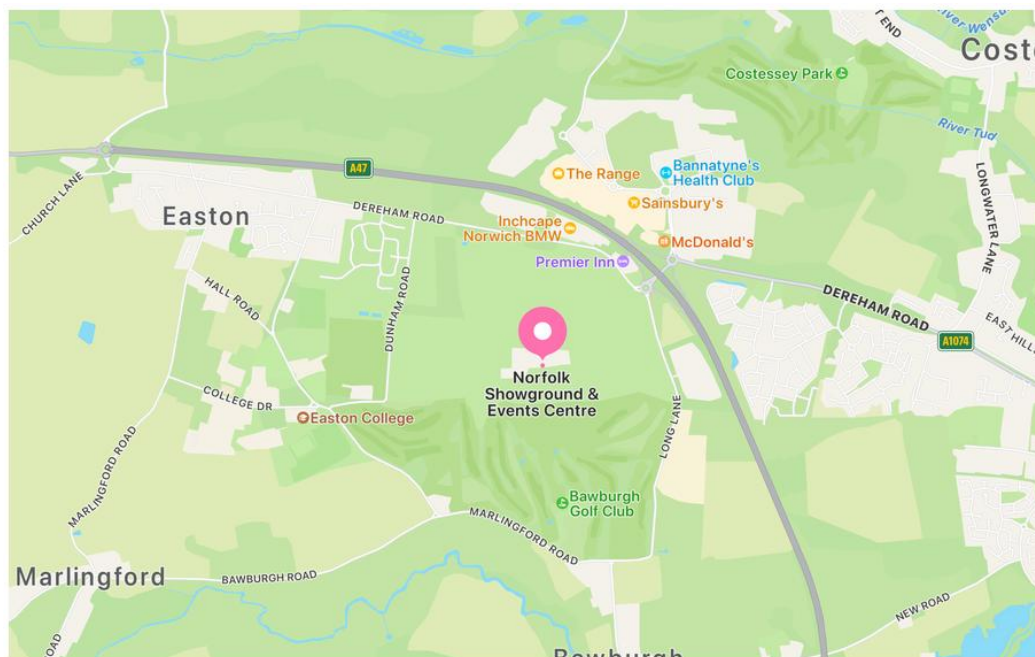 T END
River Wensu
Cost
Costessey Park
River Tud
A47
The Range
Bannatyne's
Health Club
CHURCH LANE
Easton
DEREHAM ROAD
Inchcape
Norwich BMW
Sainsbury's
McDonald's
LONGWATER LANE
Premier Inn
HALL ROAD
DUNHAM ROAD
DEREHAM ROAD
EAST HILL
A1074
Norfolk
Showground &
Events Centre
COLLEGE DR
Easton College
LONG LANE
MARLINGFORD ROAD
Bawburgh
Golf Club
MARLINGFORD ROAD
Marlingford
BAWBURGH ROAD
NEW ROAD
OAD
Bawburgh